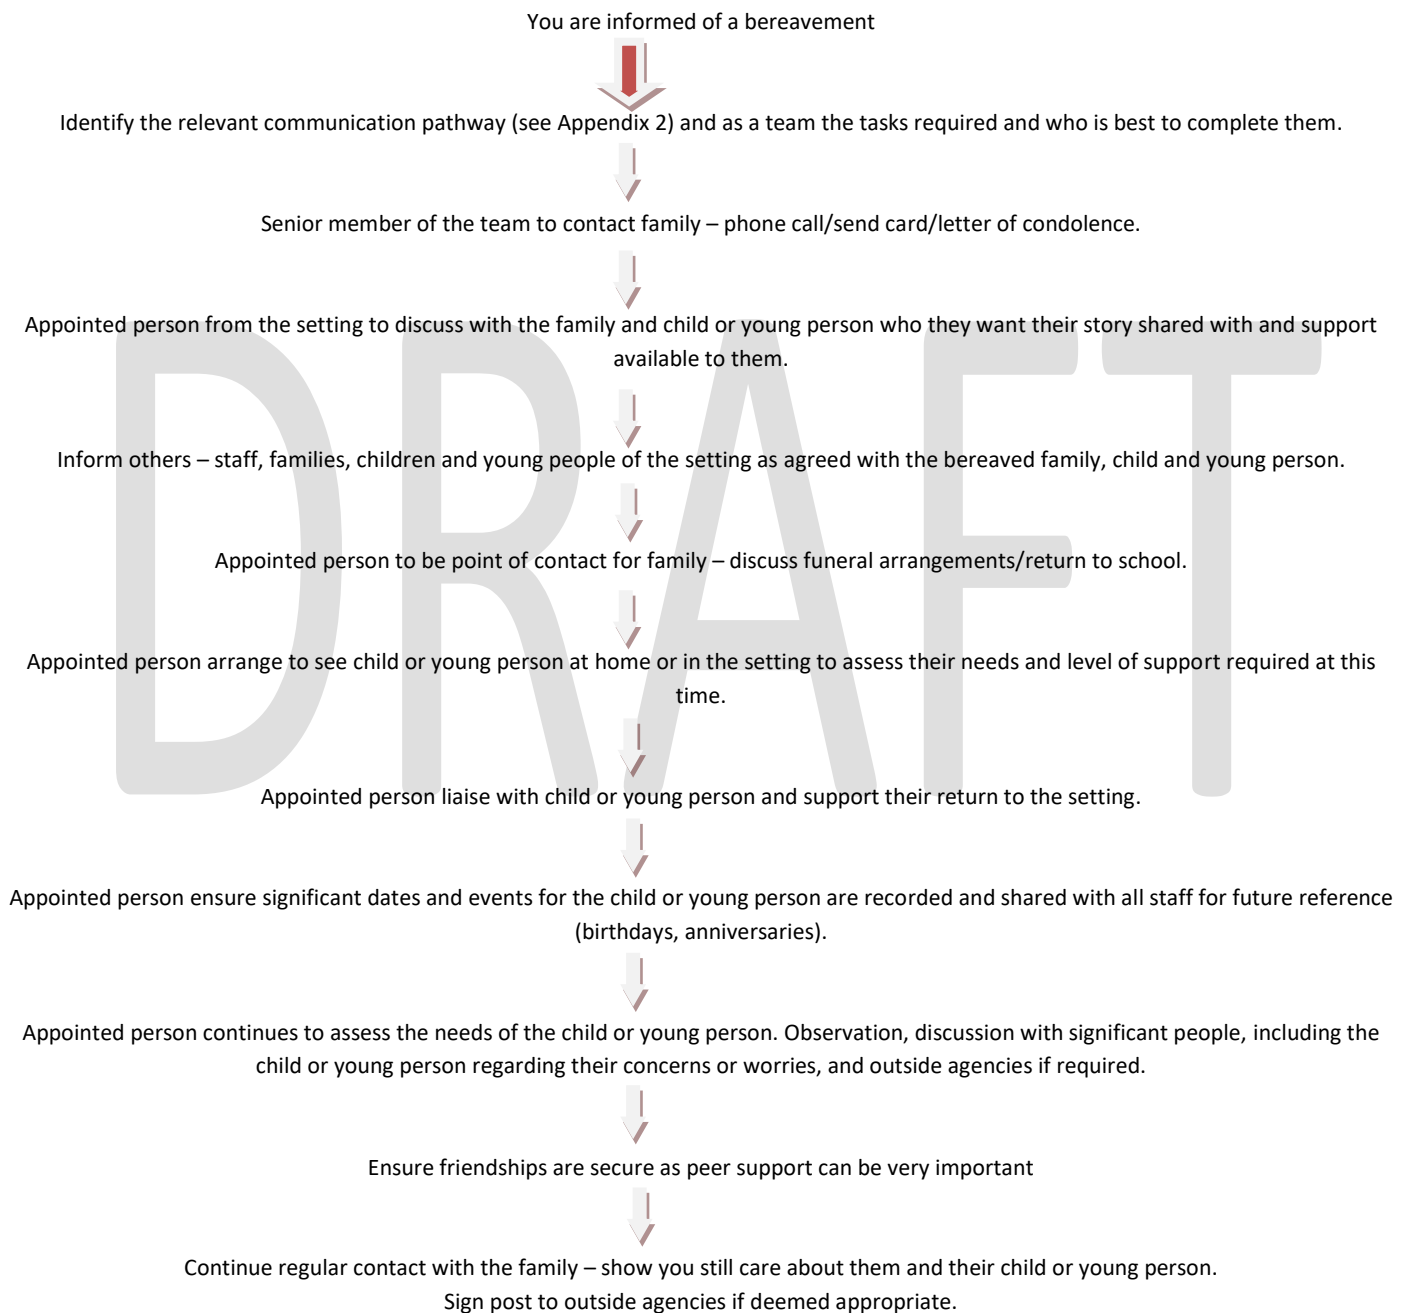 You are informed of a bereavement
Identify the relevant communication pathway (see Appendix 2) and as a team the tasks required and who is best to complete them.
Senior member of the team to contact family – phone call/send card/letter of condolence.
Appointed person from the setting to discuss with the family and child or young person who they want their story shared with and support
available to them.
Inform others – staff, families, children and young people of the setting as agreed with the bereaved family, child and young person.
Appointed person to be point of contact for family – discuss funeral arrangements/return to school.
Appointed person arrange to see child or young person at home or in the setting to assess their needs and level of support required at this
time.
Appointed person liaise with child or young person and support their return to the setting.
Appointed person ensure significant dates and events for the child or young person are recorded and shared with all staff for future reference
(birthdays, anniversaries).
Appointed person continues to assess the needs of the child or young person. Observation, discussion with significant people, including the
child or young person regarding their concerns or worries, and outside agencies if required.
Ensure friendships are secure as peer support can be very important
Continue regular contact with the family – show you still care about them and their child or young person.
Sign post to outside agencies if deemed appropriate.
DRAFT